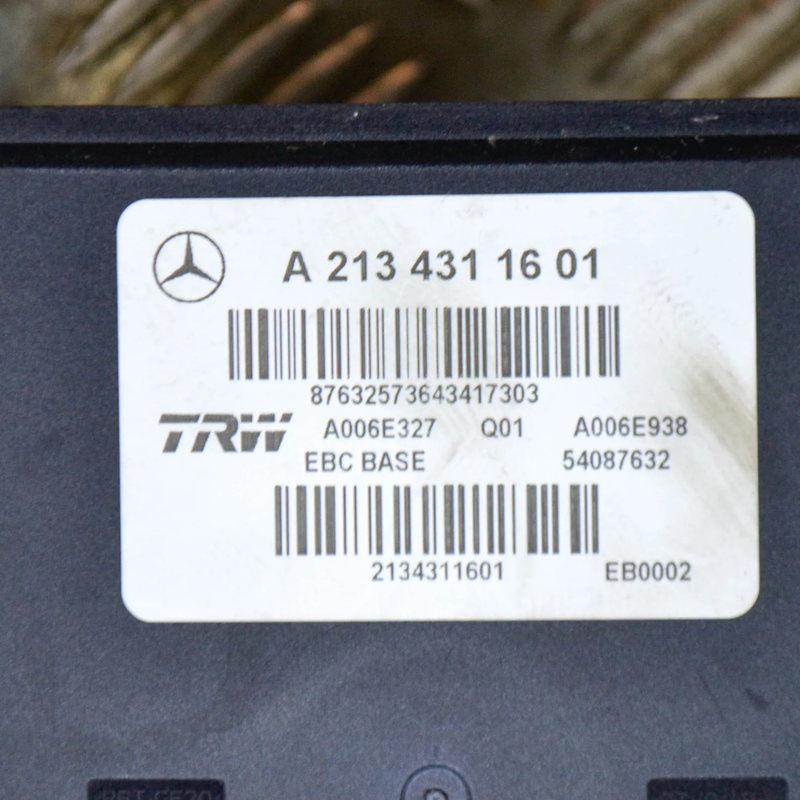 A 213 431 16 01
87632573643417303
TRW A006E327 Q01 A006E938
EBC BASE 54087632
2134311601 EB0002